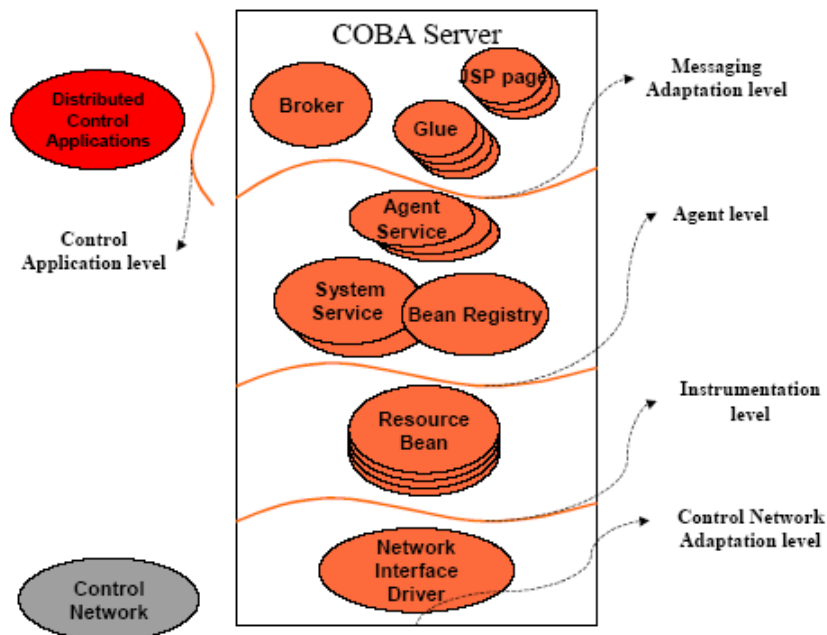 COBA Server
JSP page
Messaging
Adaptation level
Distributed
Control
Applications
Broker
Glue
Agent
Service
Agent level
Control
Application level
System
Service
Bean Registry
Resource
Bean
Instrumentation
level
Control Network
Adaptation level
Network
Interface
Driver
Control
Network